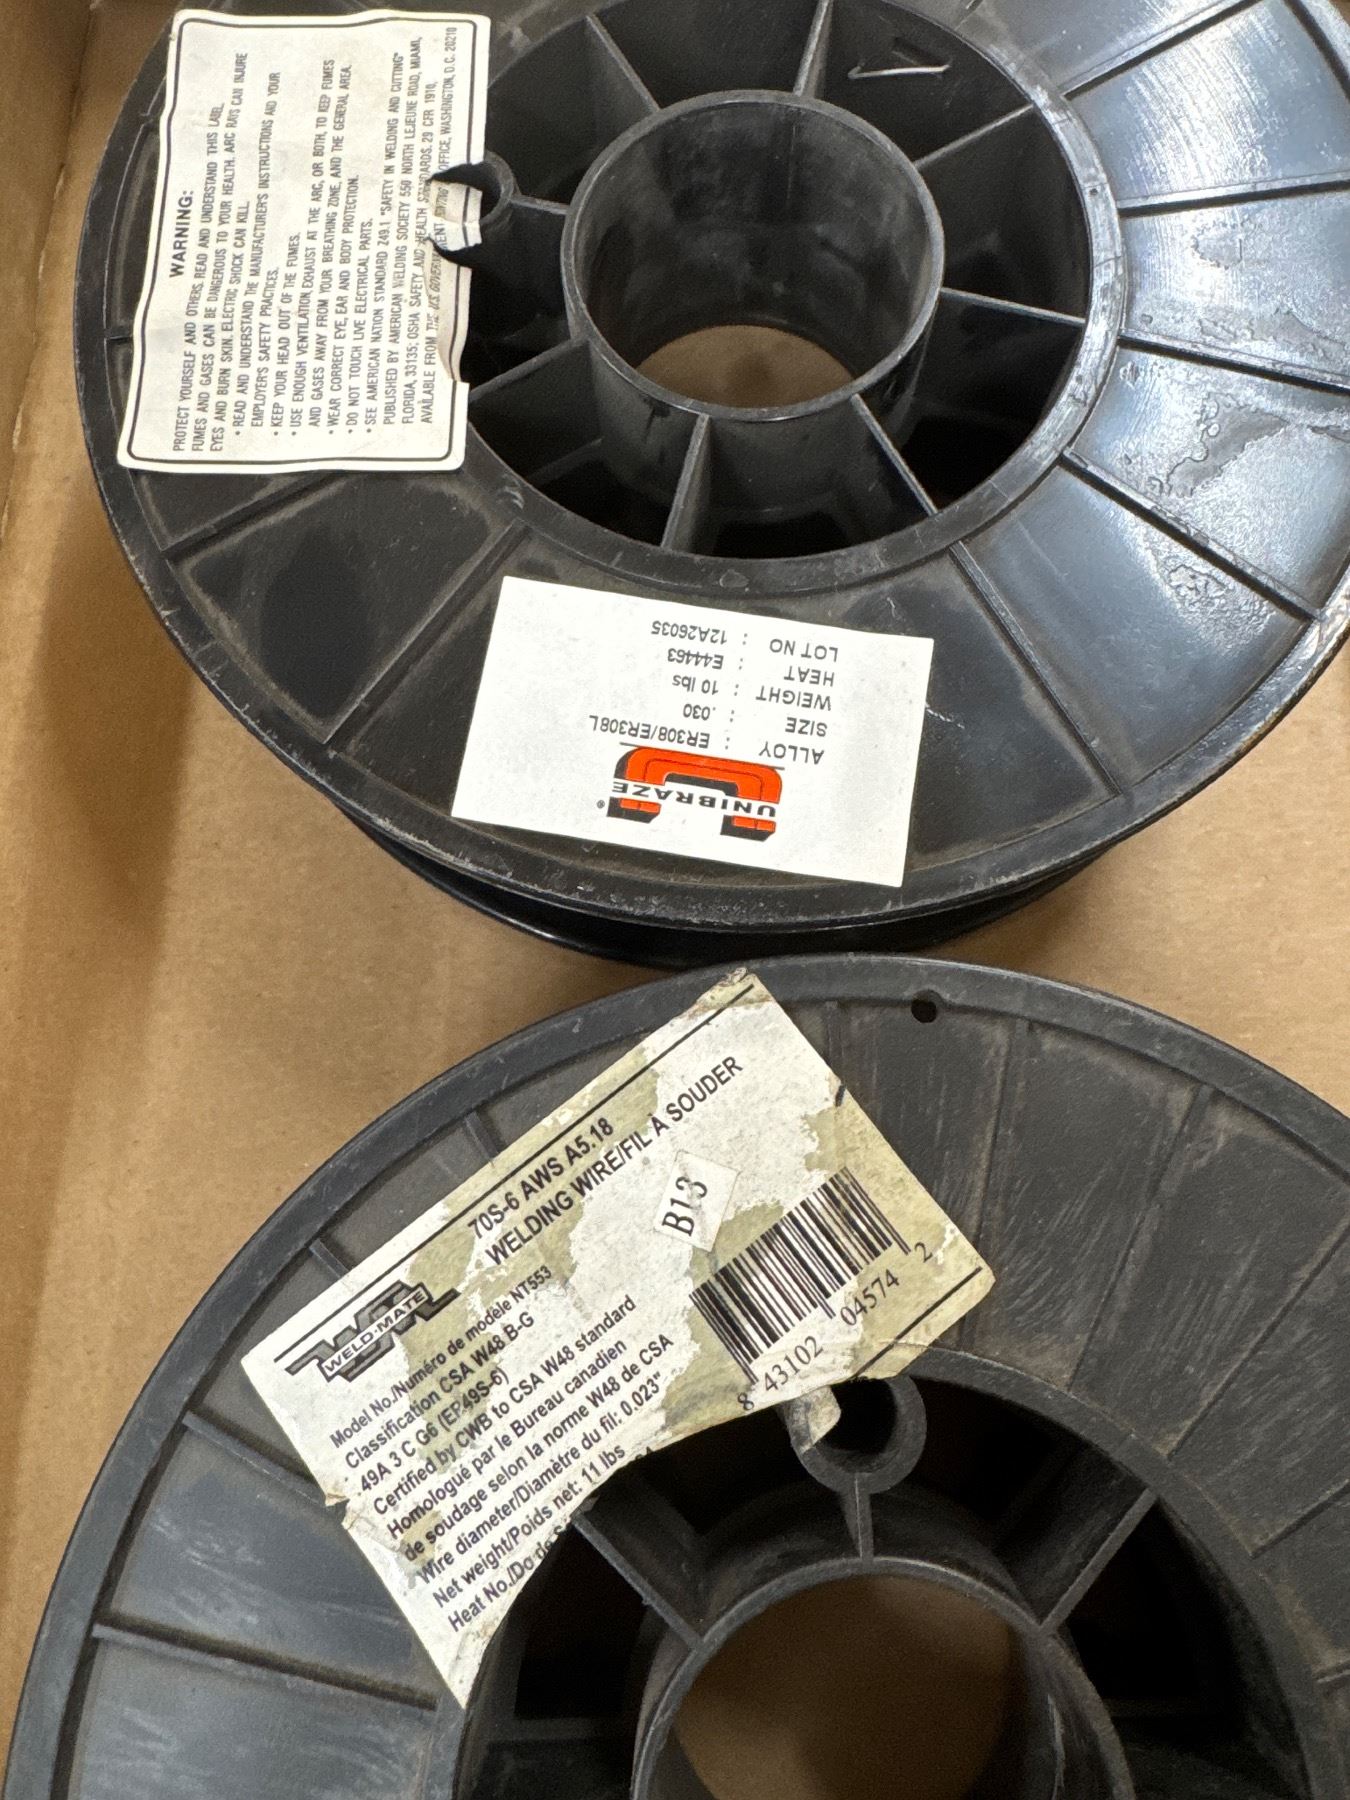 WARNING:
PROTECT YOURSELF AND OTHERS. READ AND UNDERSTAND THIS LABEL.
FUMES AND GASES CAN BE DANGEROUS TO YOUR HEALTH. ARC RAYS CAN INJURE
EYES AND BURN SKIN. ELECTRIC SHOCK CAN KILL.
• READ AND UNDERSTAND THE MANUFACTURER'S INSTRUCTIONS AND YOUR
EMPLOYER'S SAFETY PRACTICES.
• KEEP YOUR HEAD OUT OF THE FUMES.
• USE ENOUGH VENTILATION, EXHAUST AT THE ARC, OR BOTH, TO KEEP FUMES
AND GASES AWAY FROM YOUR BREATHING ZONE, AND THE GENERAL AREA.
• WEAR CORRECT EYE, EAR AND BODY PROTECTION.
• DO NOT TOUCH LIVE ELECTRICAL PARTS.
• SEE AMERICAN NATION STANDARD Z49.1 "SAFETY IN WELDING AND CUTTING"
PUBLISHED BY AMERICAN WELDING SOCIETY 550 NORTH LEJEUNE ROAD, MIAMI,
FLORIDA, 33135; OSHA SAFETY AND HEALTH STANDARDS, 29 CFR 1910,
AVAILABLE FROM THE U.S. GOVERNMENT PRINTING OFFICE, WASHINGTON, D.C. 20210
UNIBRAZE®
ALLOY : ER308/ER308L
SIZE : .030
WEIGHT : 10 lbs
HEAT : E44463
LOT NO : 12A26035
WELD-MATE
70S-6 AWS A5.18
WELDING WIRE/FIL À SOUDER
B13
Model No./Numéro de modèle NT553
Classification CSA W48 B-G
49A 3 C G6 (EP49S-6)
Certified by CWB to CSA W48 standard
Homologué par le Bureau canadien
de soudage selon la norme W48 de CSA
Wire diameter/Diamètre du fil: 0.023"
Net weight/Poids net: 11 lbs
Heat No./Do de
8 43102 04574 2